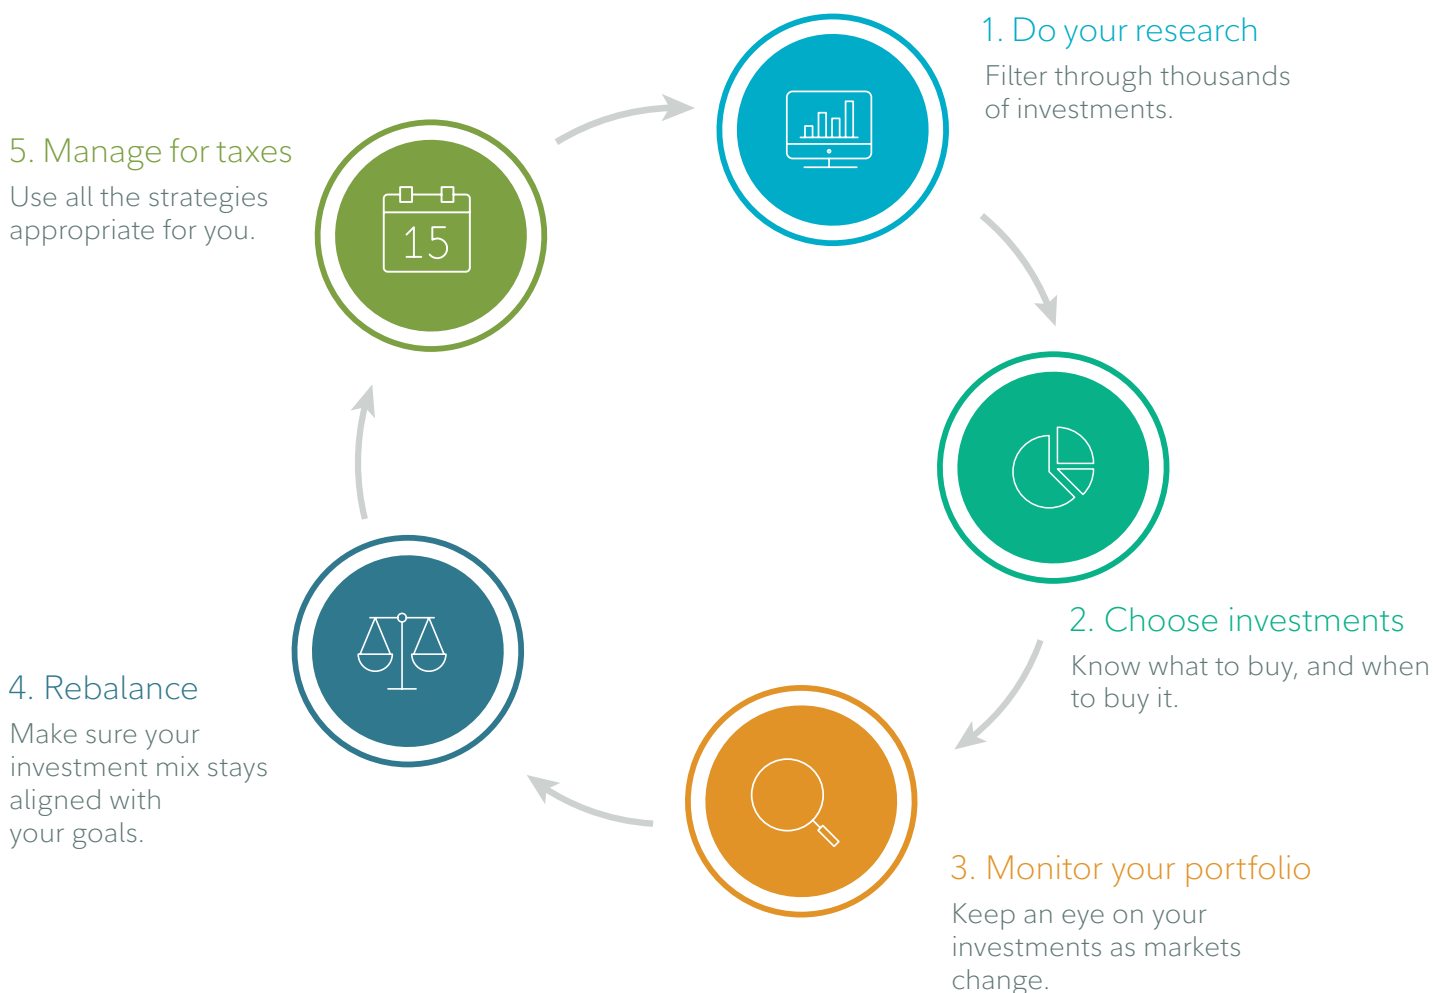 1. Do your research
Filter through thousands
of investments.
2. Choose investments
Know what to buy, and when
to buy it.
3. Monitor your portfolio
Keep an eye on your
investments as markets
change.
4. Rebalance
Make sure your
investment mix stays
aligned with
your goals.
5. Manage for taxes
Use all the strategies
appropriate for you.
15